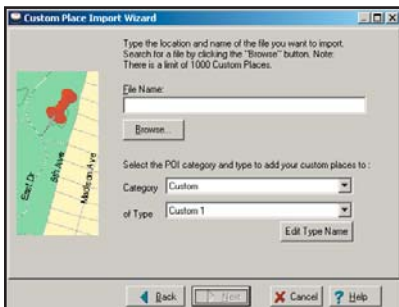 Custom Place Import Wizard
Type the location and name of the file you want to import.
Search for a file by clicking the "Browse" button. Note:
There is a limit of 1000 Custom Places.
File Name:
Browse...
East Dr
5th Ave
Madison Ave
Select the POI category and type to add your custom places to :
Category Custom
of Type Custom 1
Edit Type Name
Back Next Cancel ? Help